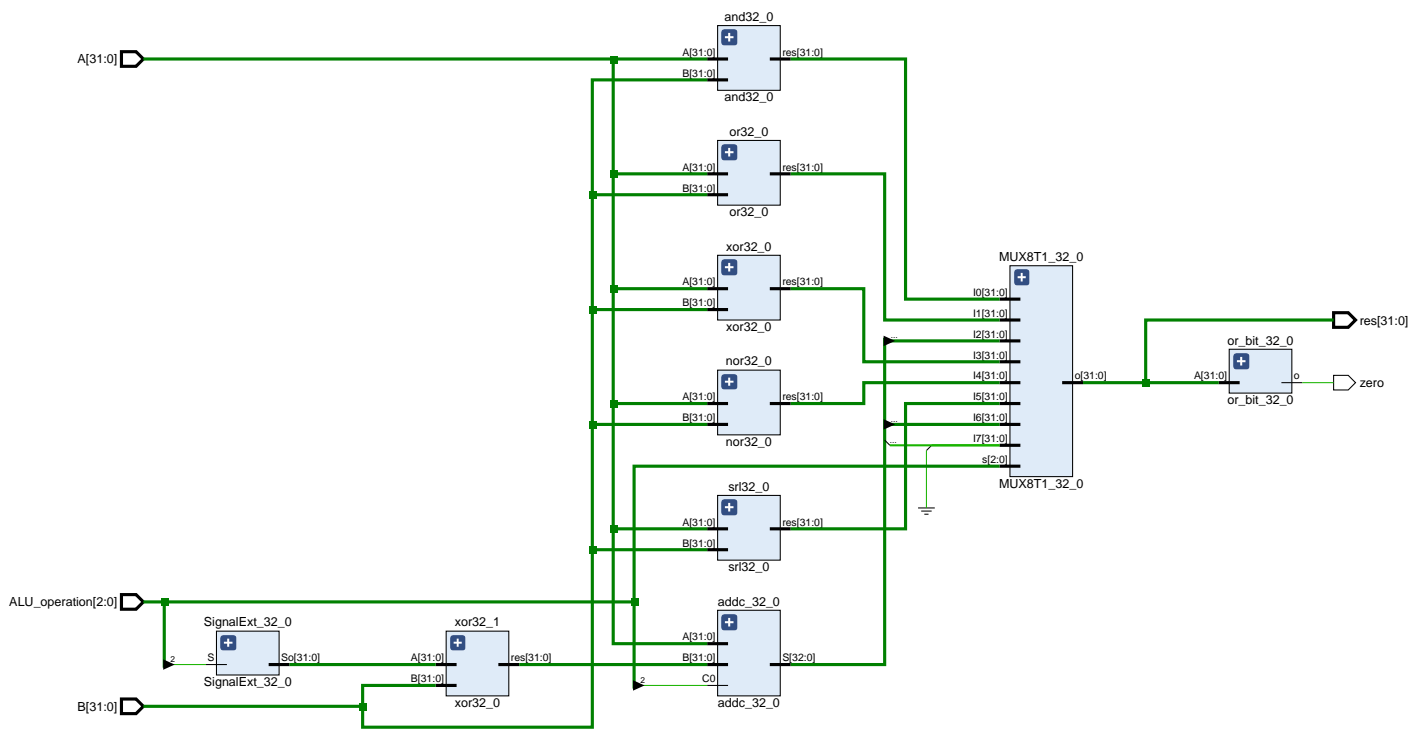 and32_0
A[31:0]
A[31:0]
B[31:0]
res[31:0]
and32_0
or32_0
A[31:0]
B[31:0]
res[31:0]
or32_0
xor32_0
A[31:0]
B[31:0]
res[31:0]
xor32_0
nor32_0
A[31:0]
B[31:0]
res[31:0]
nor32_0
srl32_0
A[31:0]
B[31:0]
res[31:0]
srl32_0
ALU_operation[2:0]
SignalExt_32_0
2
S
So[31:0]
SignalExt_32_0
xor32_1
A[31:0]
B[31:0]
res[31:0]
xor32_0
B[31:0]
addc_32_0
A[31:0]
B[31:0]
2
C0
S[32:0]
addc_32_0
MUX8T1_32_0
I0[31:0]
I1[31:0]
...
I2[31:0]
I3[31:0]
I4[31:0]
I5[31:0]
...
I6[31:0]
...
I7[31:0]
s[2:0]
o[31:0]
MUX8T1_32_0
res[31:0]
or_bit_32_0
A[31:0]
o
or_bit_32_0
zero